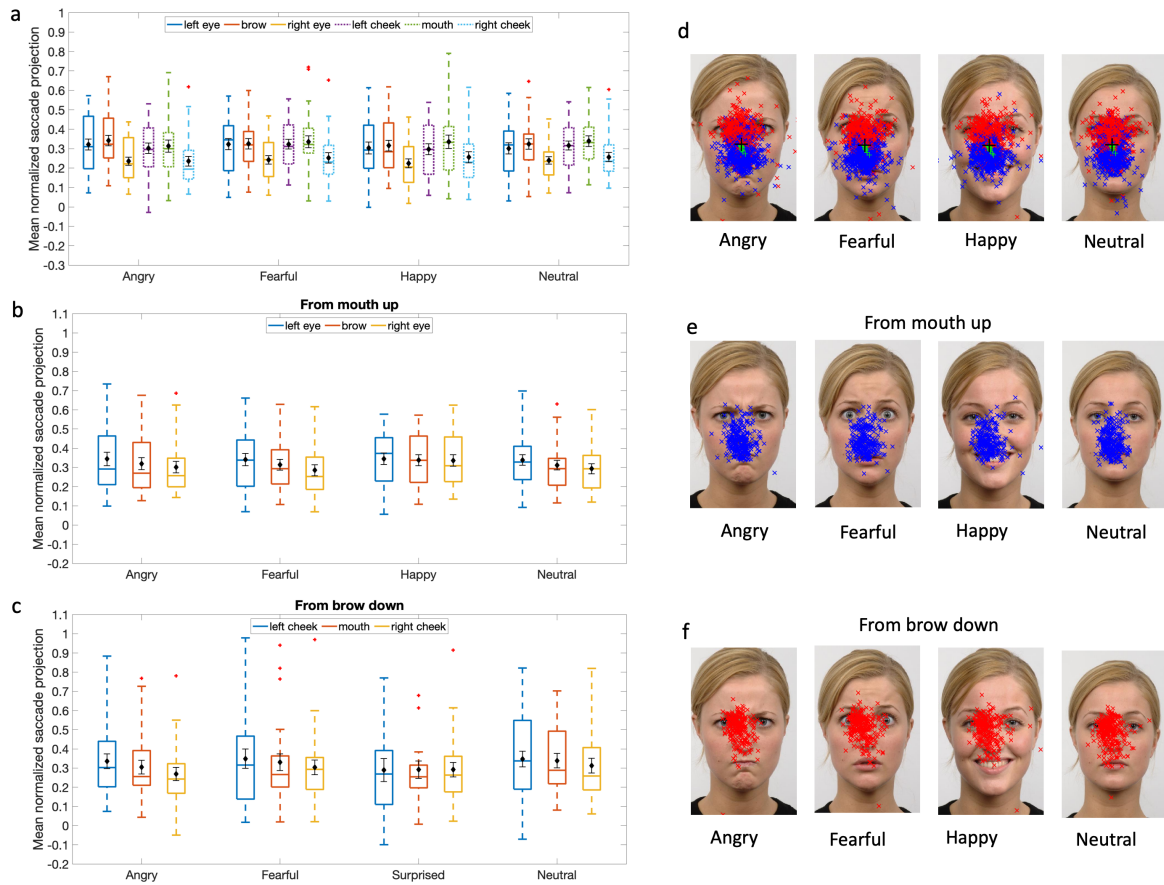 a
1
0.9
0.8
0.7
0.6
0.5
0.4
0.3
0.2
0.1
0
-0.1
-0.2
-0.3
Mean normalized saccade projection
left eye brow right eye left cheek mouth right cheek
Angry Fearful Happy Neutral
b
From mouth up
1.1
1
0.9
0.8
0.7
0.6
0.5
0.4
0.3
0.2
0.1
0
-0.1
-0.2
Mean normalized saccade projection
left eye brow right eye
Angry Fearful Happy Neutral
c
From brow down
1.1
1
0.9
0.8
0.7
0.6
0.5
0.4
0.3
0.2
0.1
0
-0.1
-0.2
Mean normalized saccade projection
left cheek mouth right cheek
Angry Fearful Surprised Neutral
d
Angry Fearful Happy Neutral
e
From mouth up
Angry Fearful Happy Neutral
f
From brow down
Angry Fearful Happy Neutral